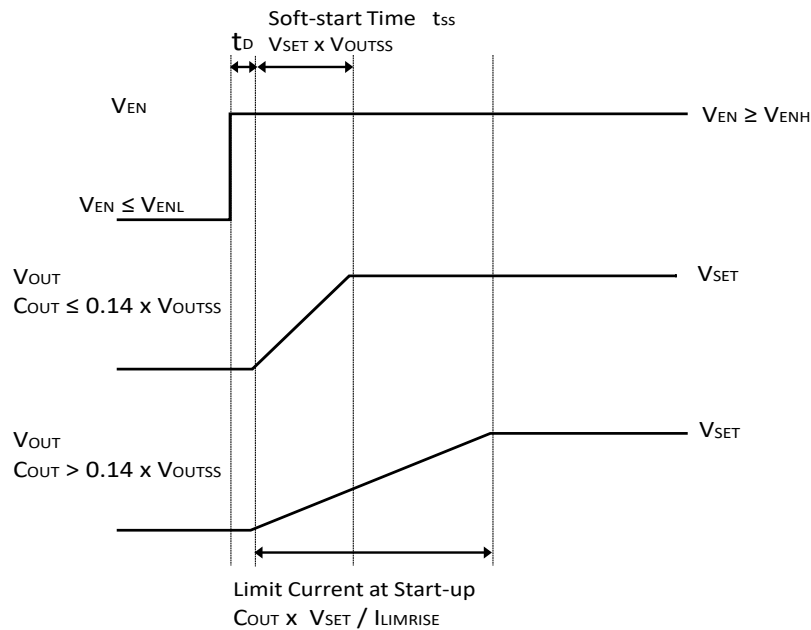 Soft-start Time tss
tD VSET x VOUTSS
VEN
VEN ≥ VENH
VEN ≤ VENL
VOUT
COUT ≤ 0.14 x VOUTSS
VSET
VOUT
COUT > 0.14 x VOUTSS
VSET
Limit Current at Start-up
COUT x VSET / ILIMRISE